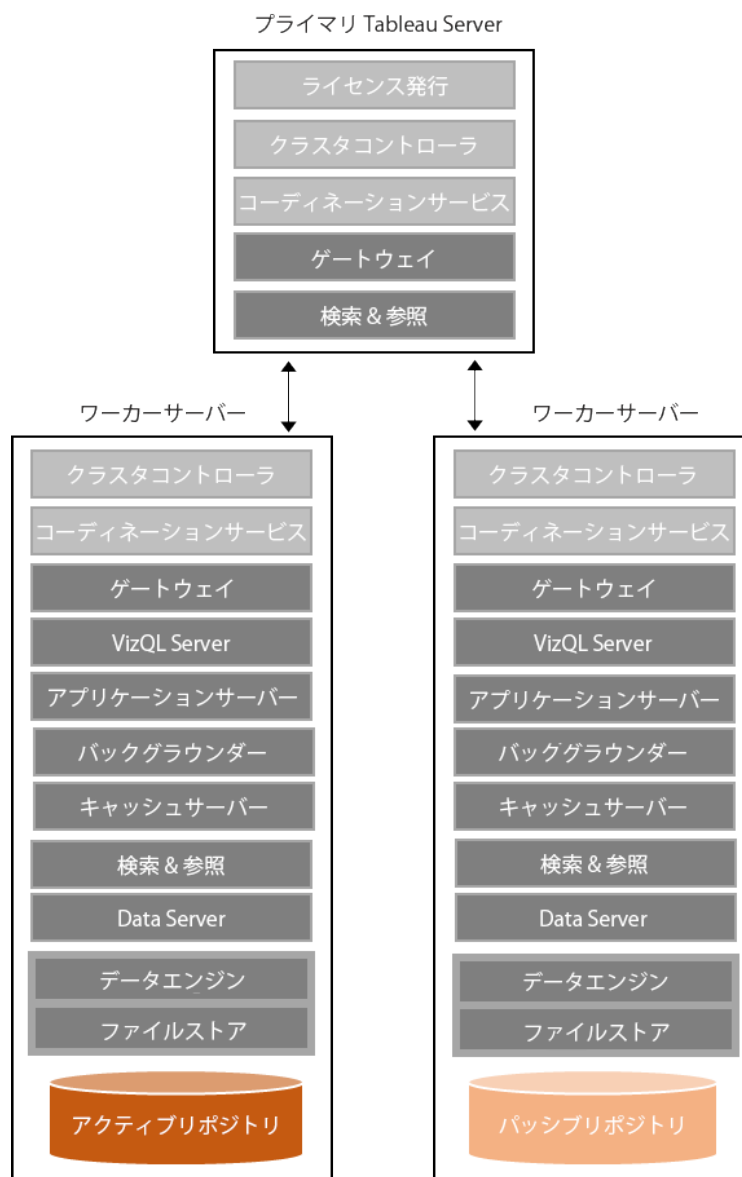 プライマリ Tableau Server
ライセンス発行
クラスタコントローラ
コーディネーションサービス
ゲートウェイ
検索 & 参照
ワーカーサーバー
クラスタコントローラ
コーディネーションサービス
ゲートウェイ
VizQL Server
アプリケーションサーバー
バックグラウンダー
キャッシュサーバー
検索 & 参照
Data Server
データエンジン
ファイルストア
アクティブリポジトリ
ワーカーサーバー
クラスタコントローラ
コーディネーションサービス
ゲートウェイ
VizQL Server
アプリケーションサーバー
バックグラウンダー
キャッシュサーバー
検索 & 参照
Data Server
データエンジン
ファイルストア
パッシブリポジトリ